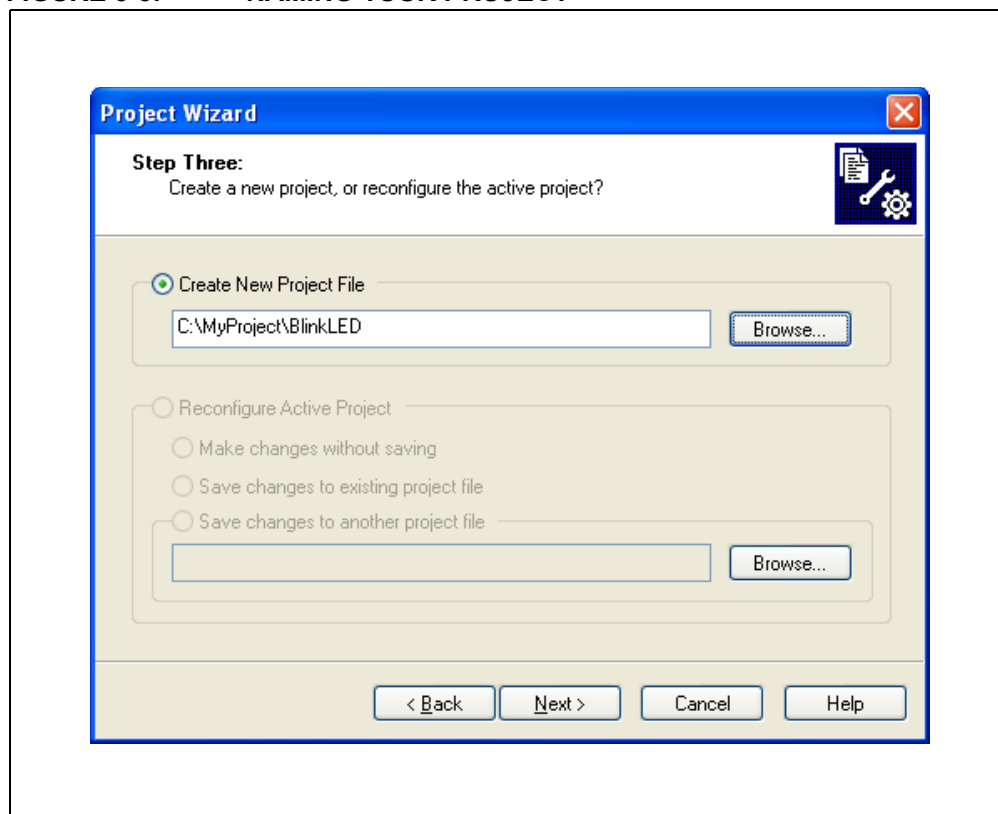 Project Wizard
Step Three:
Create a new project, or reconfigure the active project?
Create New Project File
C:\MyProject\BlinkLED
Browse...
Reconfigure Active Project
Make changes without saving
Save changes to existing project file
Save changes to another project file
Browse...
< Back
Next >
Cancel
Help